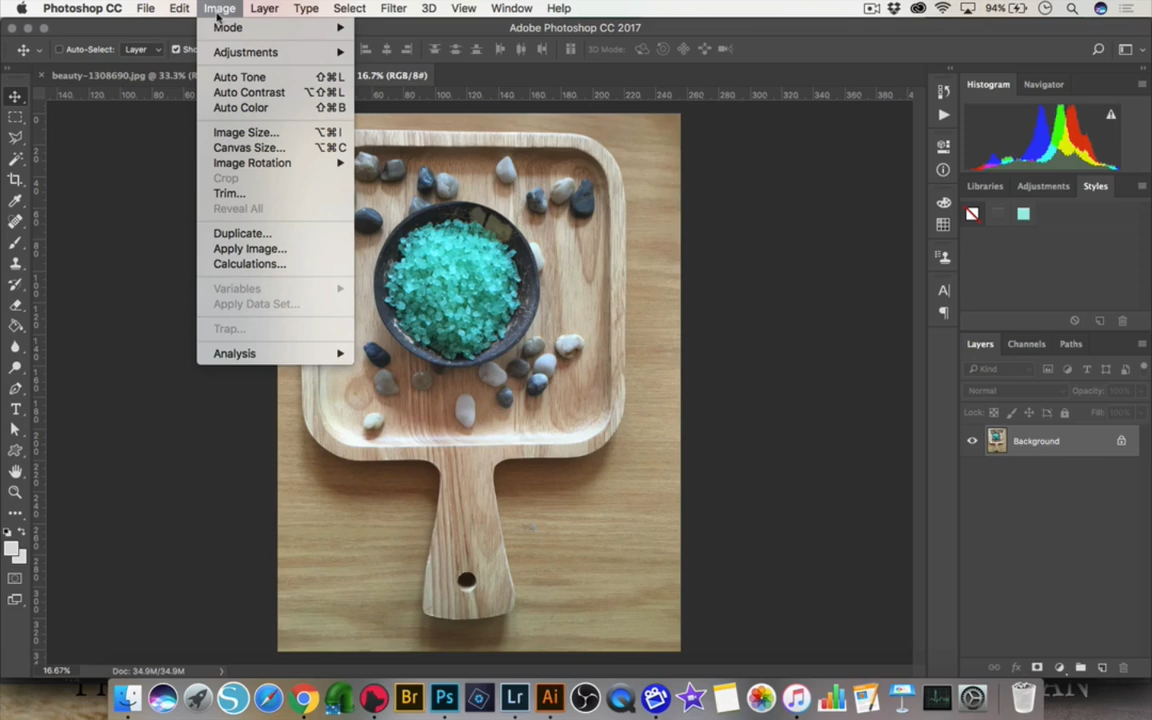 Photoshop CC File Edit Image Layer Type Select Filter 3D View Window Help 94%
Adobe Photoshop CC 2017
Auto-Select: Layer 3D Mode:
beauty-1308690.jpg @ 33.3% 16.7% (RGB/8#)
Mode
Adjustments
Auto Tone ⇧⌘L
Auto Contrast ⌥⇧⌘L
Auto Color ⇧⌘B
Image Size... ⌥⌘I
Canvas Size... ⌥⌘C
Image Rotation
Crop
Trim...
Reveal All
Duplicate...
Apply Image...
Calculations...
Variables
Apply Data Set...
Trap...
Analysis
Histogram Navigator
Libraries Adjustments Styles
Layers Channels Paths
Kind
Normal Opacity: 100%
Lock: Fill: 100%
Background
16.67% Doc: 34.9M/34.9M
Br Ps Lr Ai